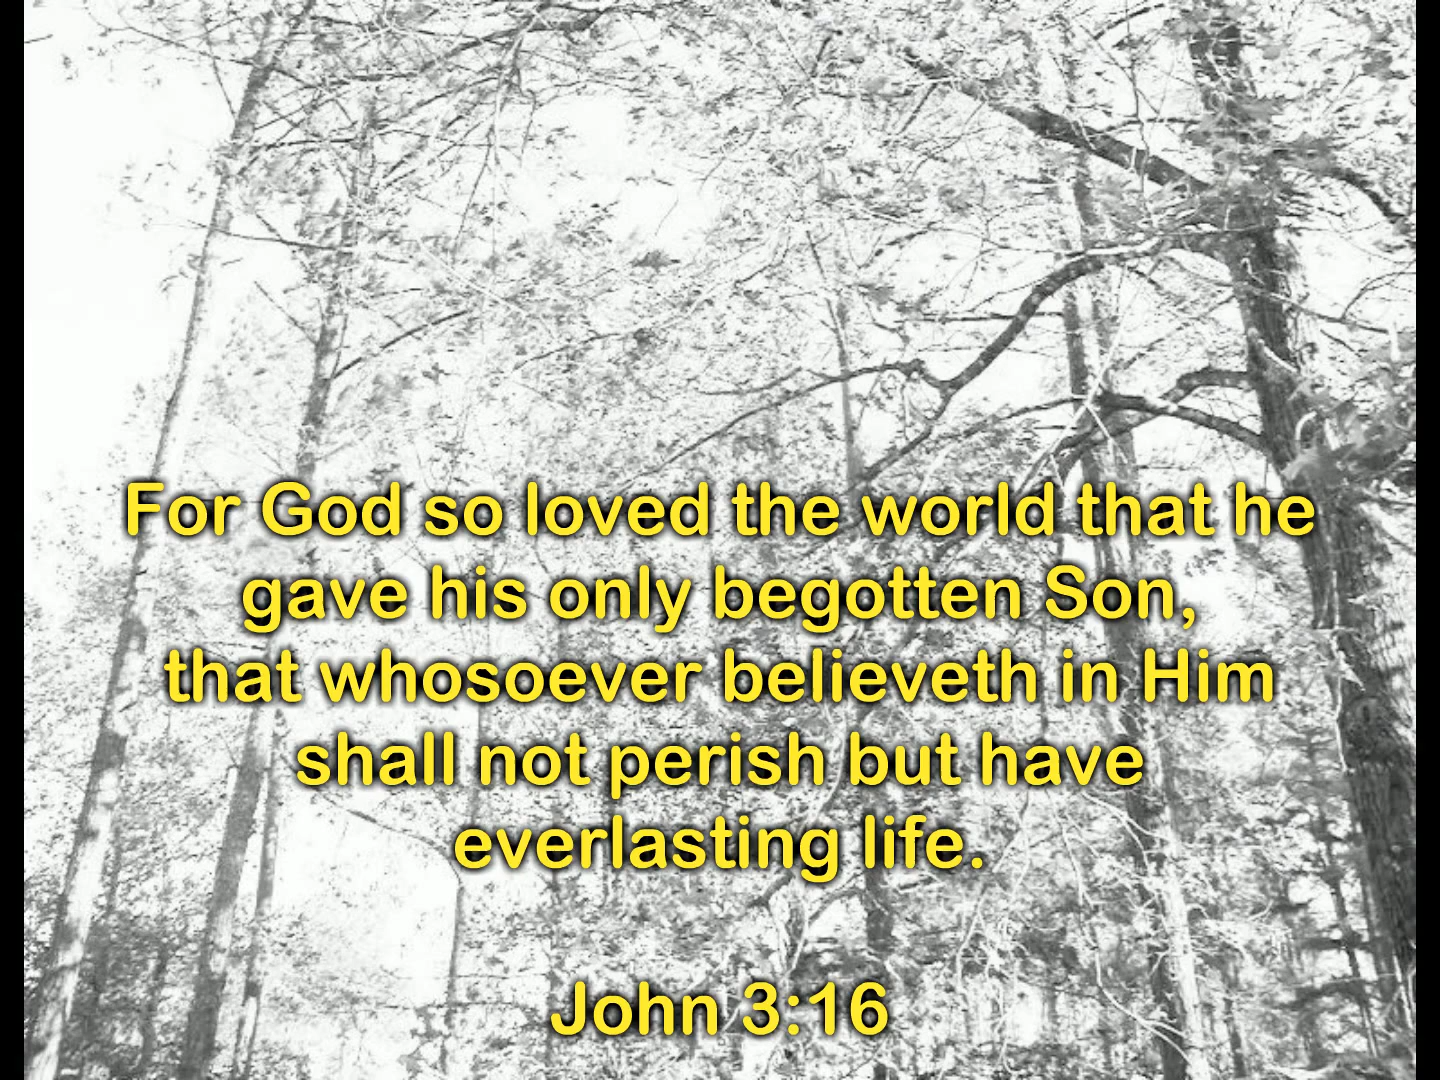 For God so loved the world that he
gave his only begotten Son,
that whosoever believeth in Him
shall not perish but have
everlasting life.
John 3:16